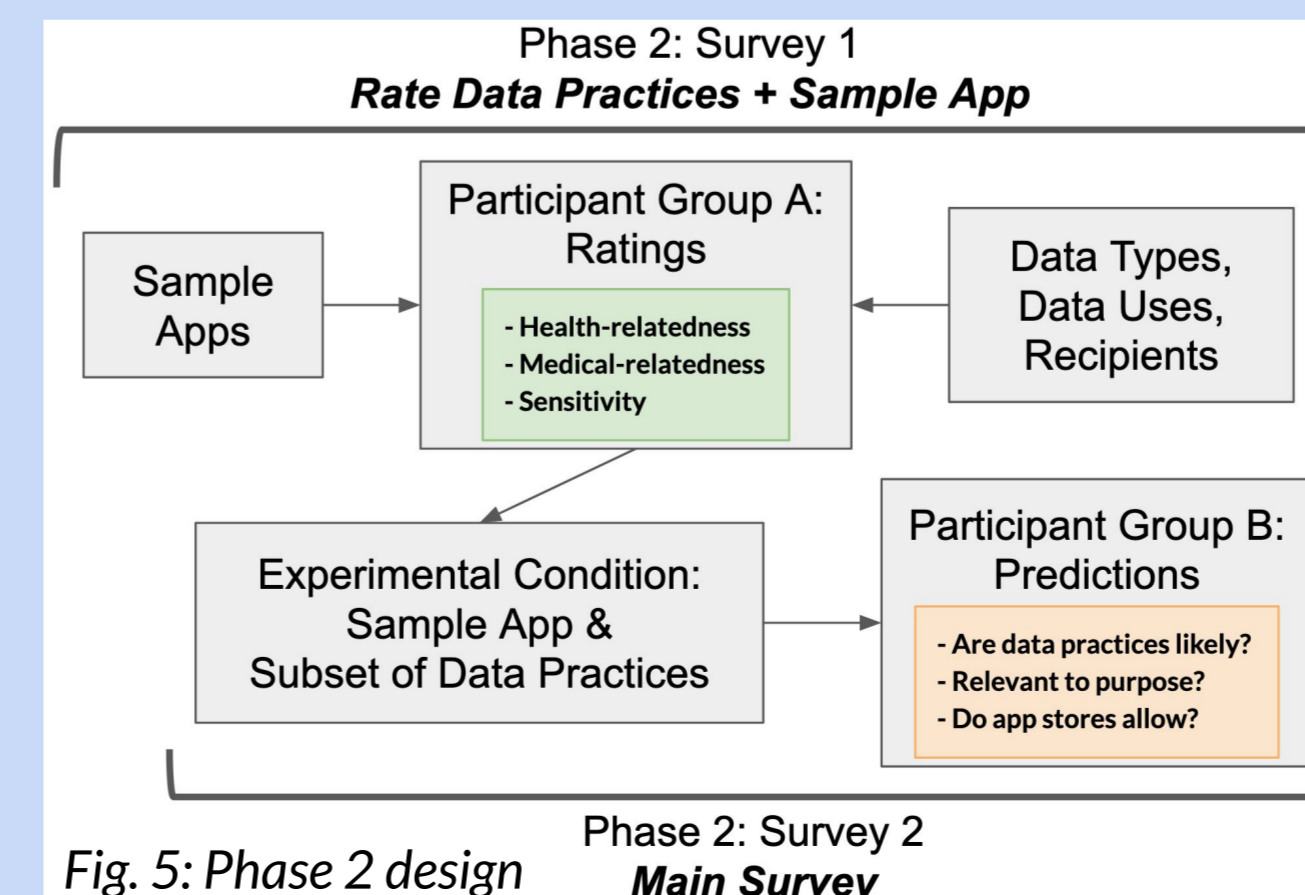 Phase 2: Survey 1
Rate Data Practices + Sample App
Sample
Apps
Participant Group A:
Ratings
- Health-relatedness
- Medical-relatedness
- Sensitivity
Data Types,
Data Uses,
Recipients
Experimental Condition:
Sample App &
Subset of Data Practices
Participant Group B:
Predictions
- Are data practices likely?
- Relevant to purpose?
- Do app stores allow?
Phase 2: Survey 2
Main Survey
Fig. 5: Phase 2 design